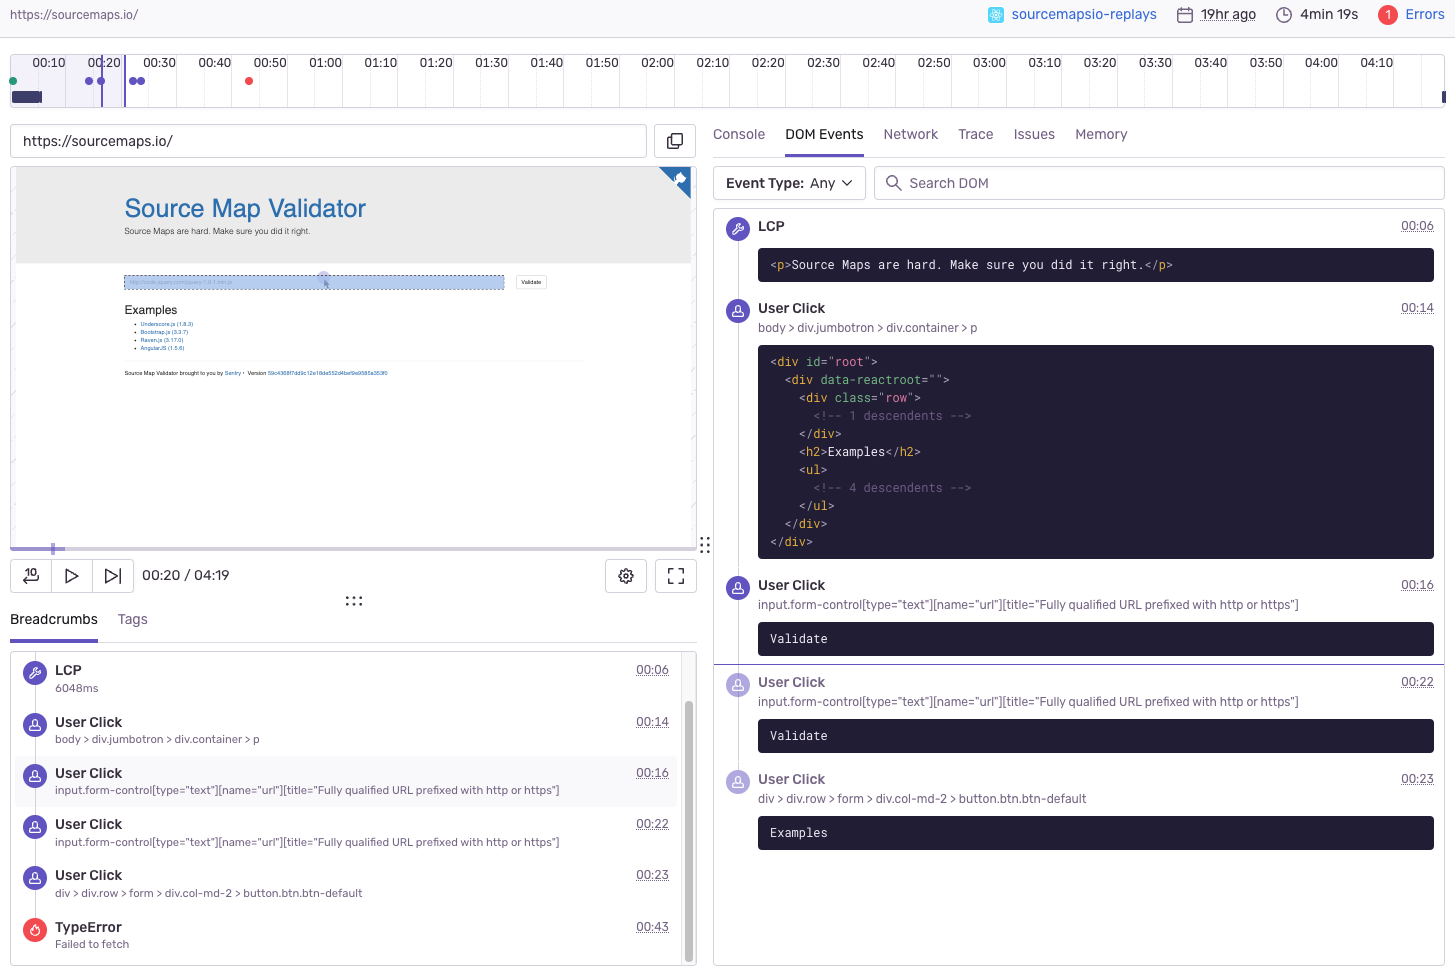 https://sourcemaps.io/
sourcemapsio-replays
19hr ago
4min 19s
1 Errors
00:10 00:20 00:30 00:40 00:50 01:00 01:10 01:20 01:30 01:40 01:50 02:00 02:10 02:20 02:30 02:40 02:50 03:00 03:10 03:20 03:30 03:40 03:50 04:00 04:10
https://sourcemaps.io/
Source Map Validator
Source Maps are hard. Make sure you did it right.
Validate
Examples
Underscore.js (1.8.3)
Bootstrap.js (3.3.7)
Raven.js (3.17.0)
AngularJS (1.5.6)
Source Map Validator brought to you by Sentry • Version
10
00:20 / 04:19
Breadcrumbs Tags
LCP 00:06
6048ms
User Click 00:14
body > div.jumbotron > div.container > p
User Click 00:16
input.form-control[type="text"][name="url"][title="Fully qualified URL prefixed with http or https"]
User Click 00:22
input.form-control[type="text"][name="url"][title="Fully qualified URL prefixed with http or https"]
User Click 00:23
div > div.row > form > div.col-md-2 > button.btn.btn-default
TypeError 00:43
Failed to fetch
Console DOM Events Network Trace Issues Memory
Event Type: Any
Search DOM
LCP 00:06
<p>Source Maps are hard. Make sure you did it right.</p>
User Click 00:14
body > div.jumbotron > div.container > p
<div id="root">
<div data-reactroot="">
<div class="row">
<!-- 1 descendents -->
</div>
<h2>Examples</h2>
<ul>
<!-- 4 descendents -->
</ul>
</div>
</div>
User Click 00:16
input.form-control[type="text"][name="url"][title="Fully qualified URL prefixed with http or https"]
Validate
User Click 00:22
input.form-control[type="text"][name="url"][title="Fully qualified URL prefixed with http or https"]
Validate
User Click 00:23
div > div.row > form > div.col-md-2 > button.btn.btn-default
Examples